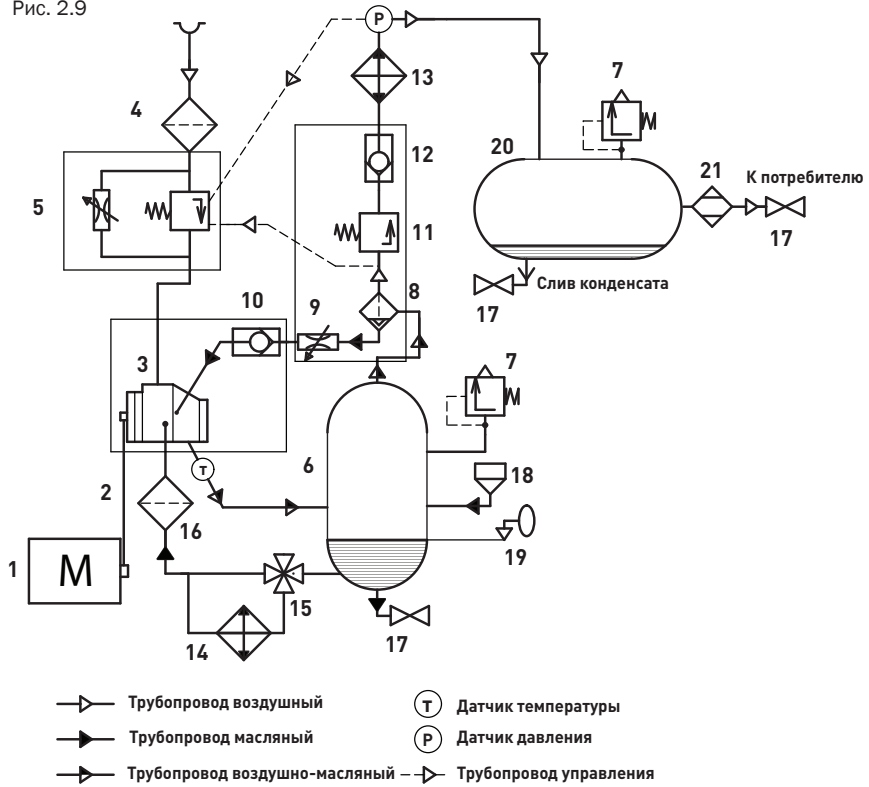 Рис. 2.9
P
4
13
7
5
12
20
21
К потребителю
17
11
Слив конденсата
17
10
9
8
3
7
T
6
18
2
16
19
1
M
15
14
17
Трубопровод воздушный
T
Датчик температуры
Трубопровод масляный
P
Датчик давления
Трубопровод воздушно-масляный
Трубопровод управления